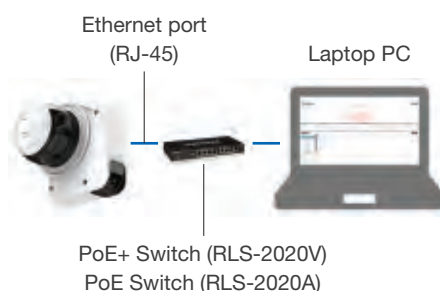 Ethernet port
(RJ-45)
Laptop PC
PoE+ Switch (RLS-2020V)
PoE Switch (RLS-2020A)